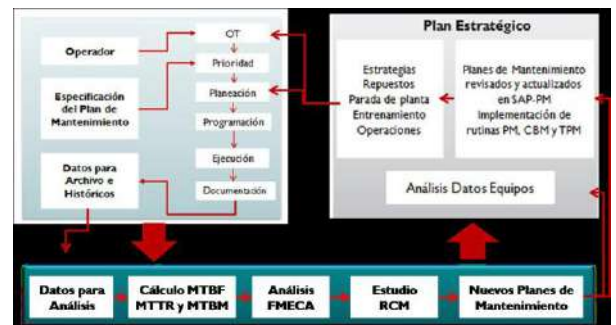 Operador
Especificación
del Plan de
Mantenimiento
Datos para
Archivo e
Históricos
OT
Prioridad
Planeación
Programación
Ejecución
Documentación
Plan Estratégico
Estrategias
Repuestos
Parada de planta
Entrenamiento
Operaciones
Planes de Mantenimiento
revisados y actualizados
en SAP-PM
Implementación de
rutinas PM, CBM y TPM
Análisis Datos Equipos
Datos para
Análisis
Cálculo MTBF
MTTR y MTBM
Análisis
FMECA
Estudio
RCM
Nuevos Planes de
Mantenimiento